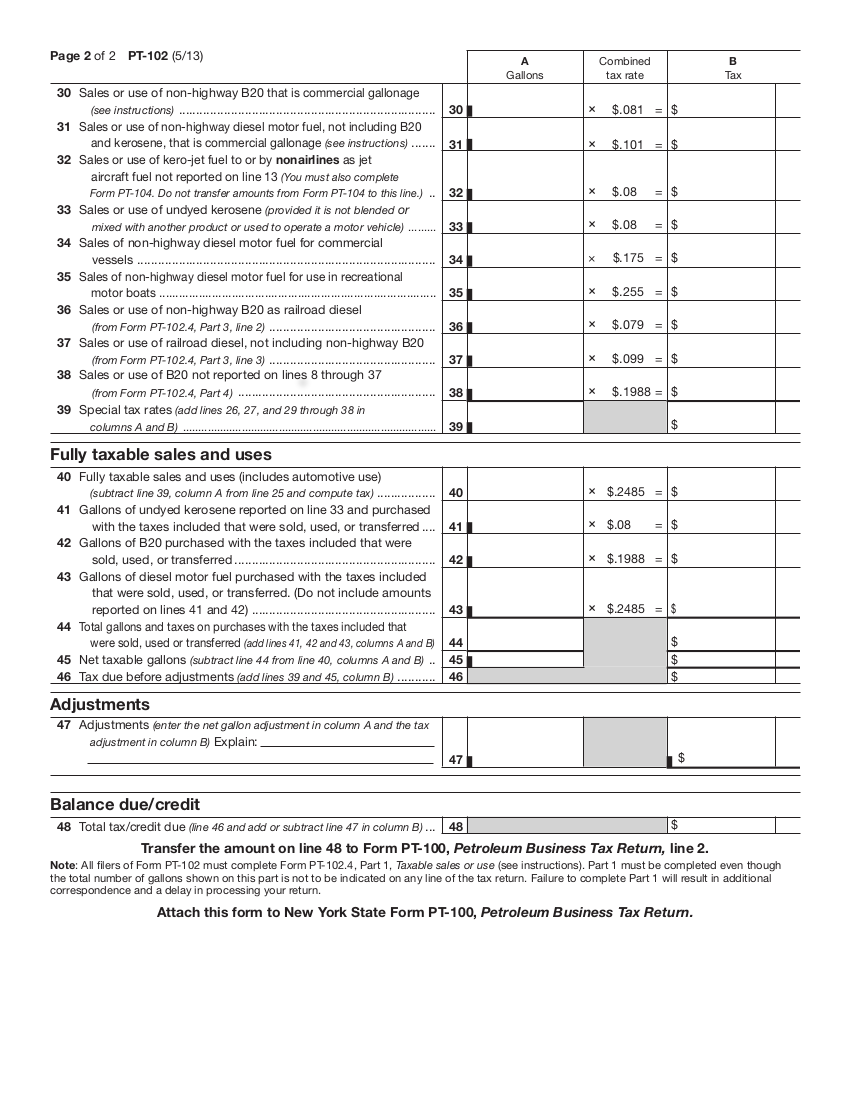 Page 2 of 2 PT-102 (5/13)
A
Gallons
Combined
tax rate
B
Tax
30 Sales or use of non-highway B20 that is commercial gallonage
(see instructions) .......................................................................... 30 × $.081 = $
31 Sales or use of non-highway diesel motor fuel, not including B20
and kerosene, that is commercial gallonage (see instructions) ....... 31 × $.101 = $
32 Sales or use of kero-jet fuel to or by nonairlines as jet
aircraft fuel not reported on line 13 (You must also complete
Form PT-104. Do not transfer amounts from Form PT-104 to this line.) .. 32 × $.08 = $
33 Sales or use of undyed kerosene (provided it is not blended or
mixed with another product or used to operate a motor vehicle) ........ 33 × $.08 = $
34 Sales of non-highway diesel motor fuel for commercial
vessels ...................................................................................... 34 × $.175 = $
35 Sales of non-highway diesel motor fuel for use in recreational
motor boats ................................................................................ 35 × $.255 = $
36 Sales or use of non-highway B20 as railroad diesel
(from Form PT-102.4, Part 3, line 2) ................................................ 36 × $.079 = $
37 Sales or use of railroad diesel, not including non-highway B20
(from Form PT-102.4, Part 3, line 3) ................................................ 37 × $.099 = $
38 Sales or use of B20 not reported on lines 8 through 37
(from Form PT-102.4, Part 4) ......................................................... 38 × $.1988 = $
39 Special tax rates (add lines 26, 27, and 29 through 38 in
columns A and B) .................................................................................... 39 $
Fully taxable sales and uses
40 Fully taxable sales and uses (includes automotive use)
(subtract line 39, column A from line 25 and compute tax) ................. 40 × $.2485 = $
41 Gallons of undyed kerosene reported on line 33 and purchased
with the taxes included that were sold, used, or transferred .... 41 × $.08 = $
42 Gallons of B20 purchased with the taxes included that were
sold, used, or transferred .......................................................... 42 × $.1988 = $
43 Gallons of diesel motor fuel purchased with the taxes included
that were sold, used, or transferred. (Do not include amounts
reported on lines 41 and 42) ..................................................... 43 × $.2485 = $
44 Total gallons and taxes on purchases with the taxes included that
were sold, used or transferred (add lines 41, 42 and 43, columns A and B) 44 $
45 Net taxable gallons (subtract line 44 from line 40, columns A and B) .. 45 $
46 Tax due before adjustments (add lines 39 and 45, column B) ........... 46 $
Adjustments
47 Adjustments (enter the net gallon adjustment in column A and the tax
adjustment in column B) Explain:
47 $
Balance due/credit
48 Total tax/credit due (line 46 and add or subtract line 47 in column B) ... 48 $
Transfer the amount on line 48 to Form PT-100, Petroleum Business Tax Return, line 2.
Note: All filers of Form PT-102 must complete Form PT-102.4, Part 1, Taxable sales or use (see instructions). Part 1 must be completed even though
the total number of gallons shown on this part is not to be indicated on any line of the tax return. Failure to complete Part 1 will result in additional
correspondence and a delay in processing your return.
Attach this form to New York State Form PT-100, Petroleum Business Tax Return.